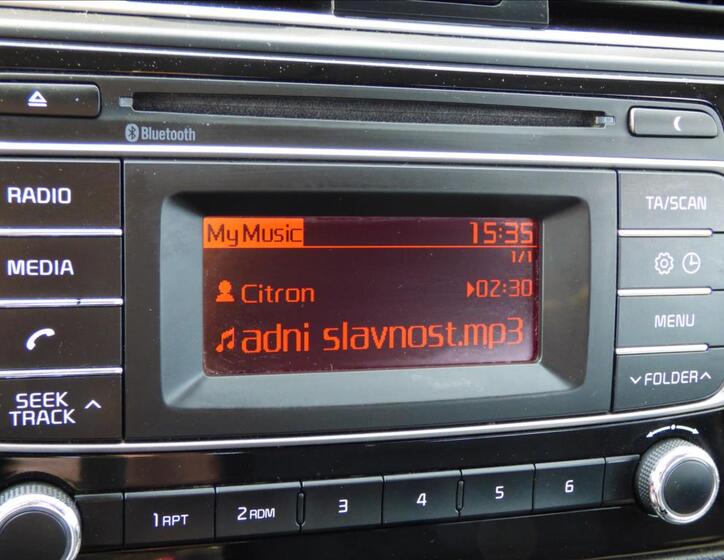 Bluetooth
RADIO
MEDIA
SEEK
TRACK
My Music 15:35
1/1
Citron 02:30
adni slavnost.mp3
TA/SCAN
MENU
FOLDER
1 RPT
2 RDM
3
4
5
6